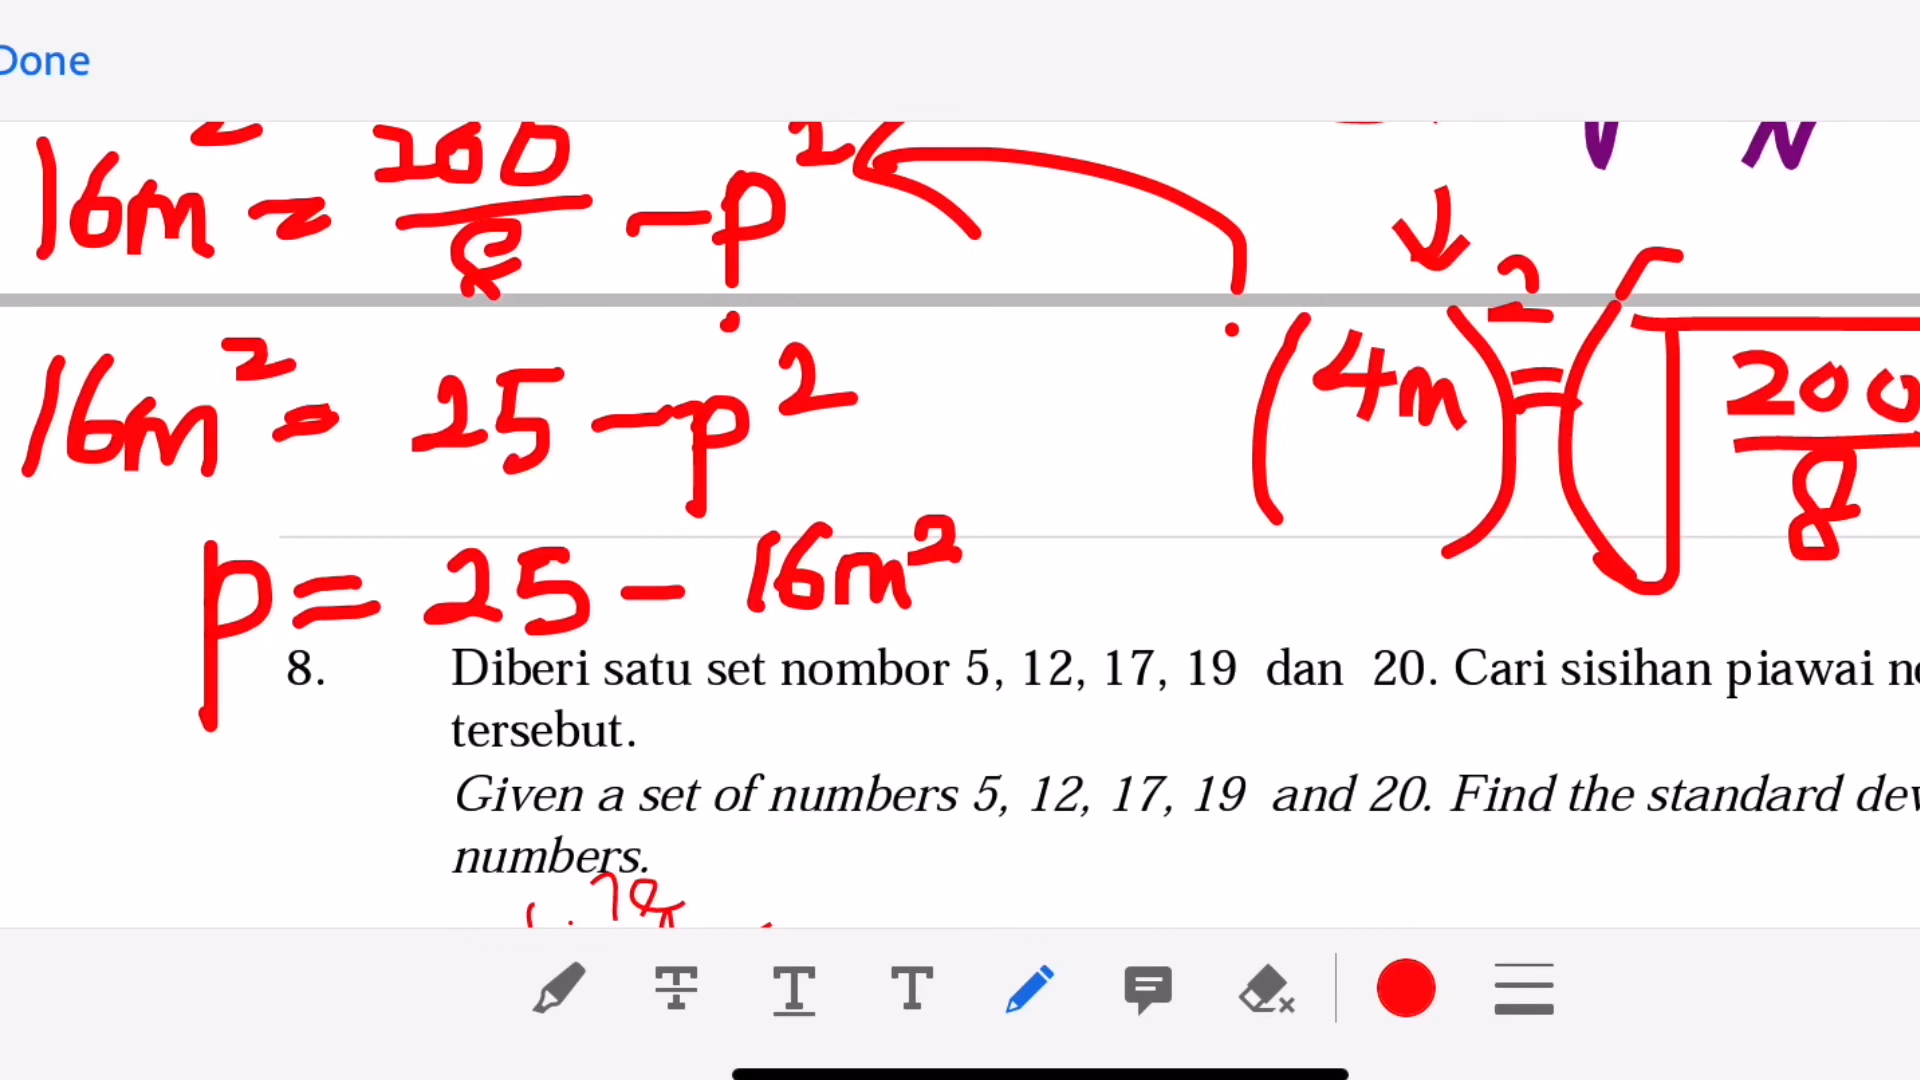 Done
16m² = 200/8 - p²
(4m)² = (√200/8
16m² = 25 - p²
p = 25 - 16m²
8. Diberi satu set nombor 5, 12, 17, 19 dan 20. Cari sisihan piawai
tersebut.
Given a set of numbers 5, 12, 17, 19 and 20. Find the standard dev
numbers.